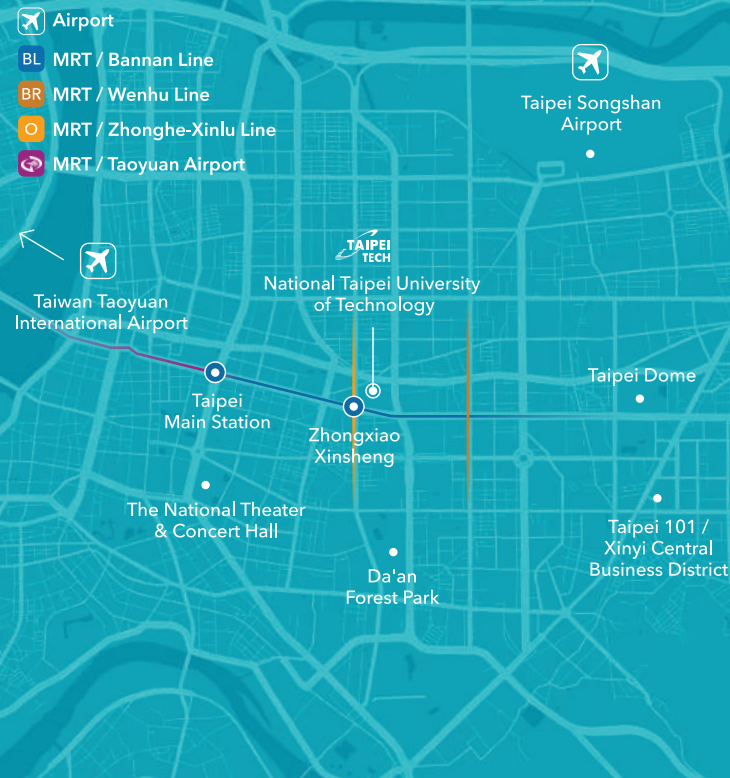 Airport
BL MRT / Bannan Line
BR MRT / Wenhu Line
O MRT / Zhonghe-Xinlu Line
MRT / Taoyuan Airport
Taipei Songshan
Airport
TAIPEI
TECH
National Taipei University
of Technology
Taiwan Taoyuan
International Airport
Taipei Dome
Taipei
Main Station
Zhongxiao
Xinsheng
The National Theater
& Concert Hall
Taipei 101 /
Xinyi Central
Business District
Da'an
Forest Park